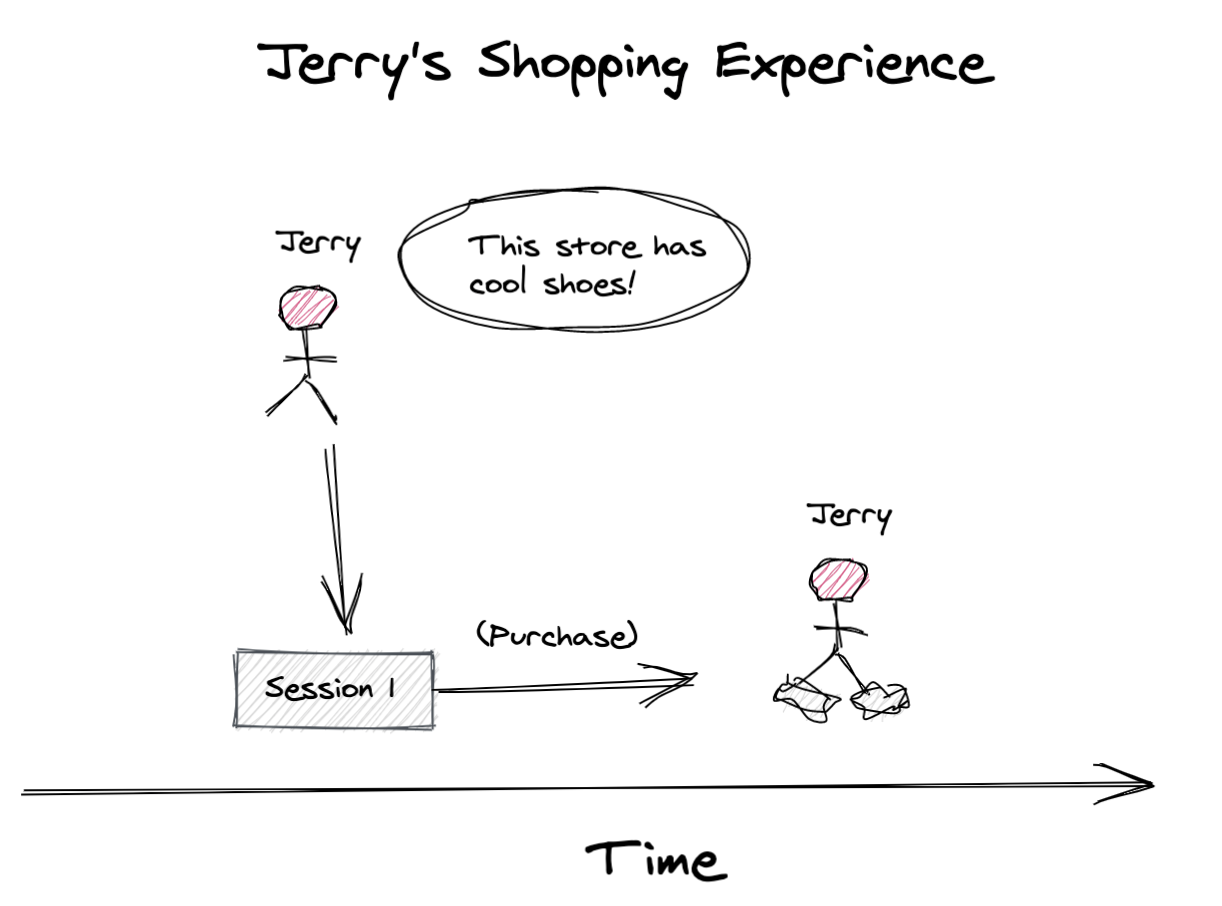 Jerry's Shopping Experience
Jerry
This store has
cool shoes!
Jerry
(Purchase)
Session 1
Time